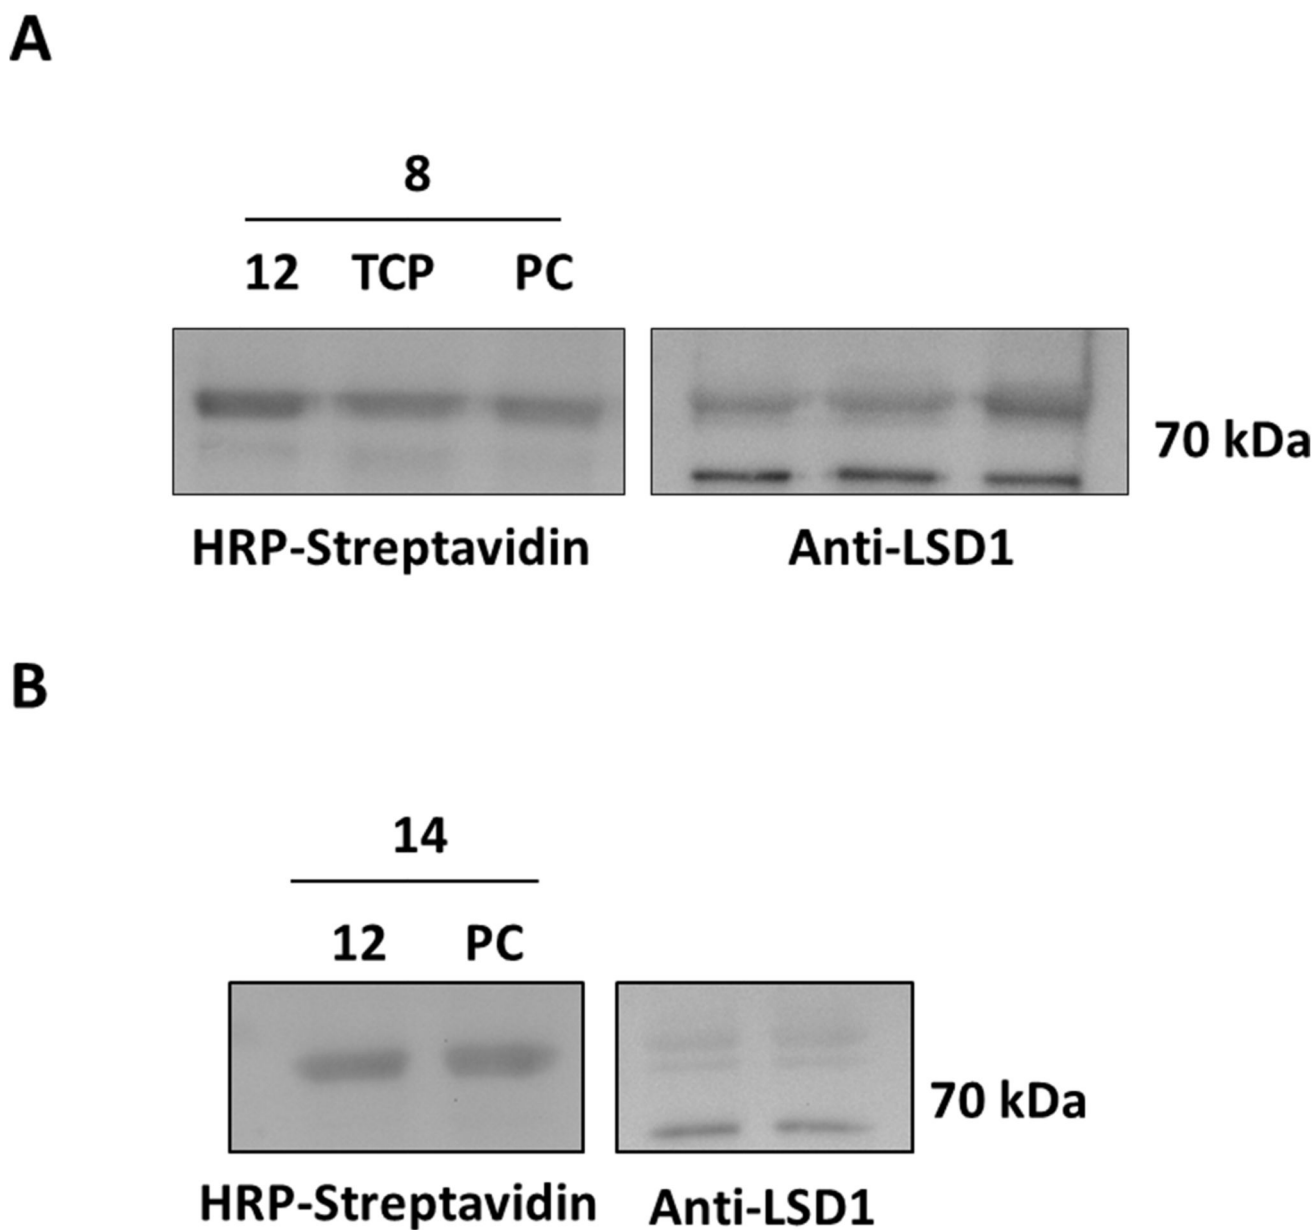 A
8
12 TCP PC
70 kDa
HRP-Streptavidin Anti-LSD1
B
14
12 PC
70 kDa
HRP-Streptavidin Anti-LSD1